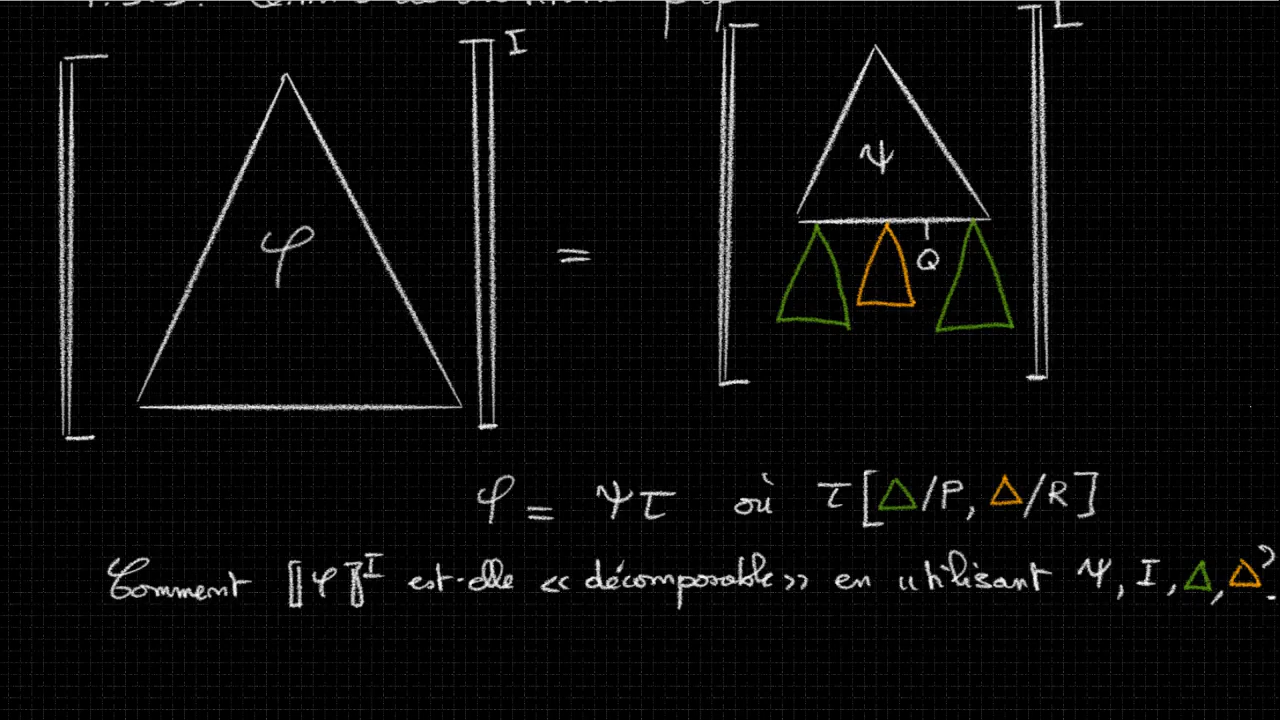 I
I
φ
=
ψ
Q
φ = ψτ où τ[△/P, △/R]
Comment ⟦φ⟧ᴵ est-elle « décomposable » en utilisant ψ, I, △, △ ?